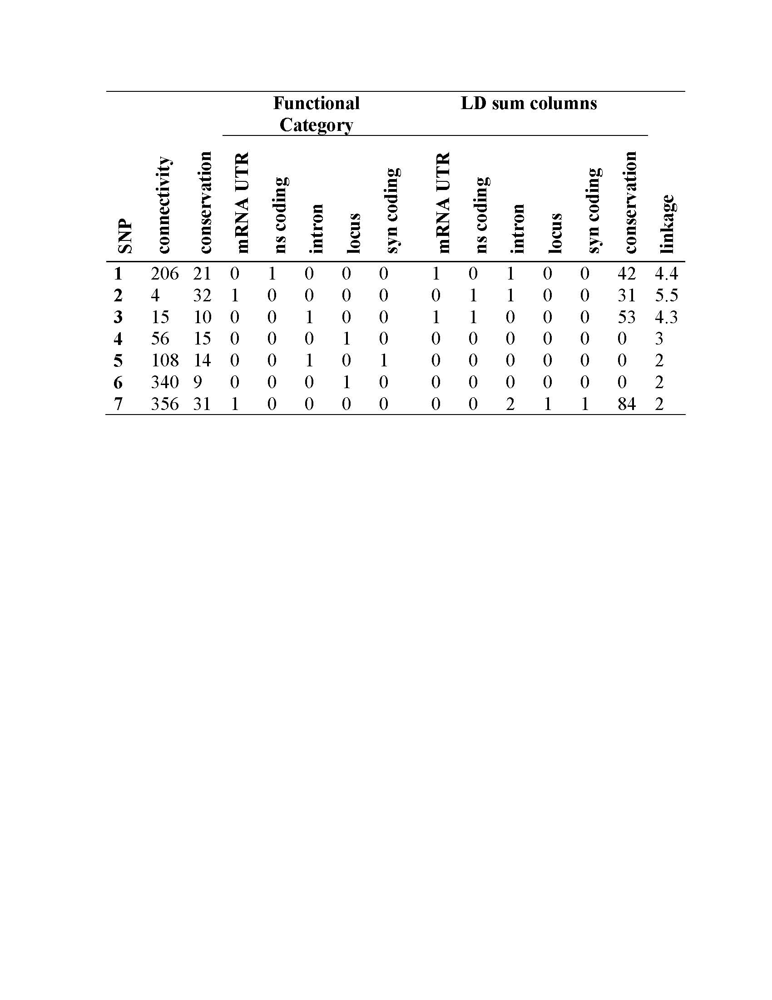 Functional LD sum columns
Category
SNP connectivity conservation mRNA UTR ns coding intron locus syn coding mRNA UTR ns coding intron locus syn coding conservation linkage
1 206 21 0 1 0 0 0 1 0 1 0 0 42 4.4
2 4 32 1 0 0 0 0 0 1 1 0 0 31 5.5
3 15 10 0 0 1 0 0 1 1 0 0 0 53 4.3
4 56 15 0 0 0 1 0 0 0 0 0 0 0 3
5 108 14 0 0 1 0 1 0 0 0 0 0 0 2
6 340 9 0 0 0 1 0 0 0 0 0 0 0 2
7 356 31 1 0 0 0 0 0 0 2 1 1 84 2